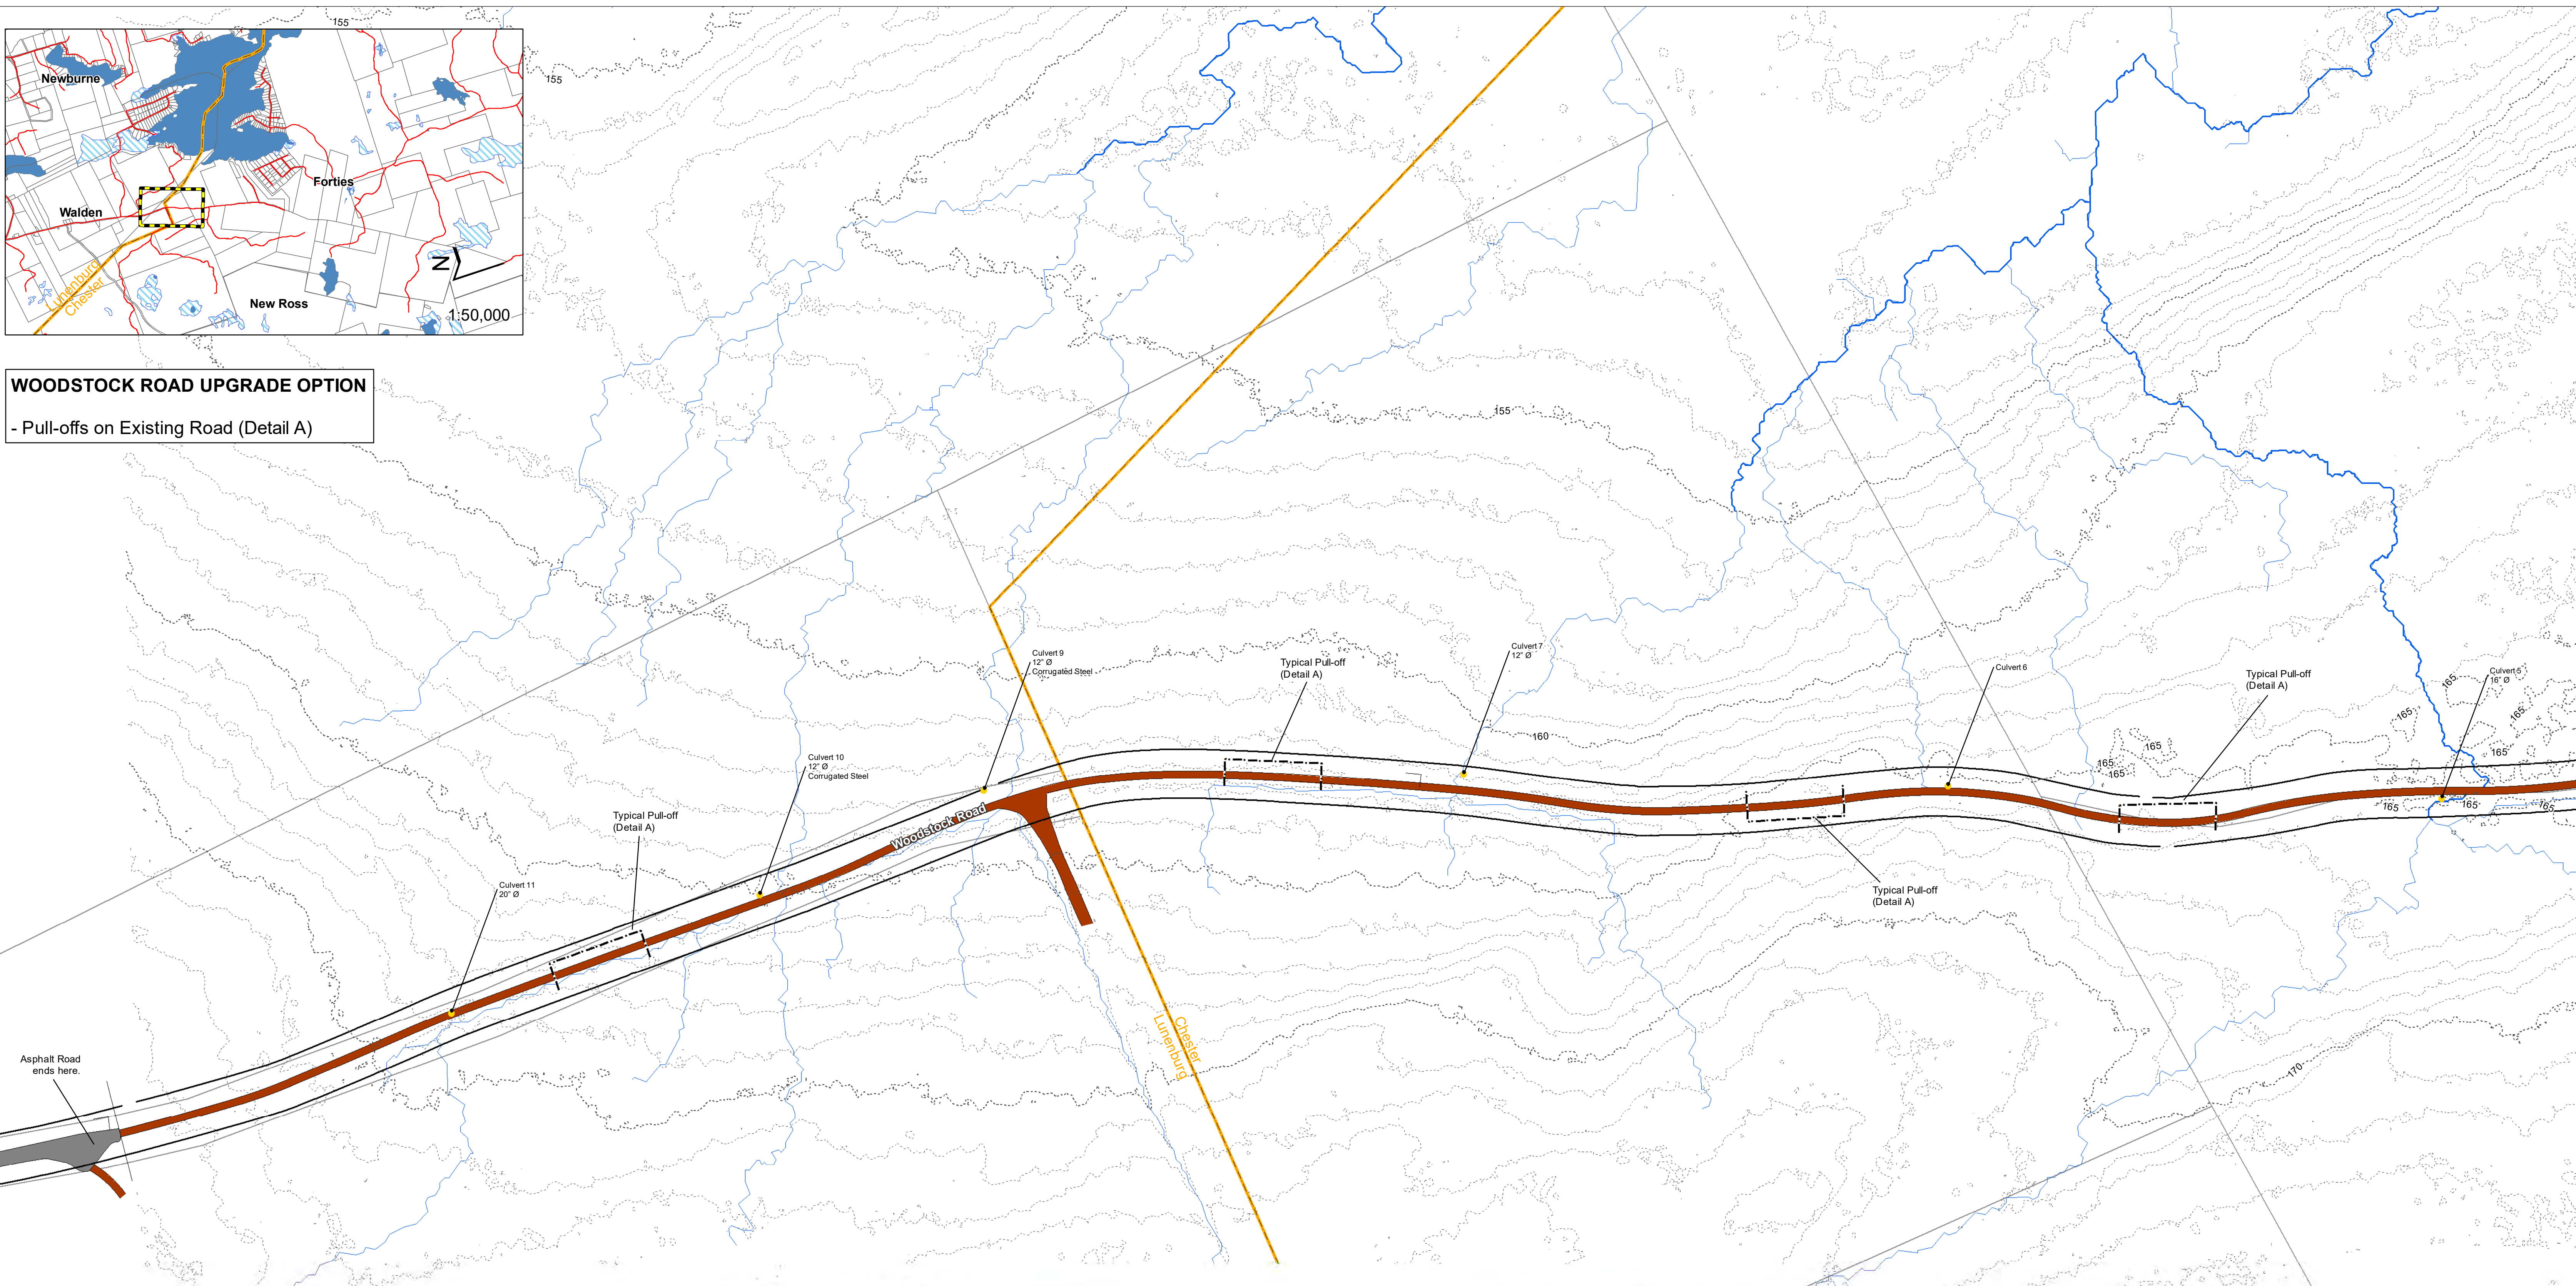 155
155
Newburne
Forties
Walden
N
Lunenburg
Chester
New Ross
1:50,000
WOODSTOCK ROAD UPGRADE OPTION
- Pull-offs on Existing Road (Detail A)
155
Culvert 9
12" Ø
Corrugated Steel
Typical Pull-off
(Detail A)
Culvert 7
12" Ø
Culvert 6
Typical Pull-off
(Detail A)
Culvert 5
16" Ø
165
165
165
160
165
165
165
165
Culvert 10
12" Ø
Corrugated Steel
165
165
165
Woodstock Road
Typical Pull-off
(Detail A)
Culvert 11
20" Ø
Typical Pull-off
(Detail A)
Chester
Lunenburg
Asphalt Road
ends here.
170